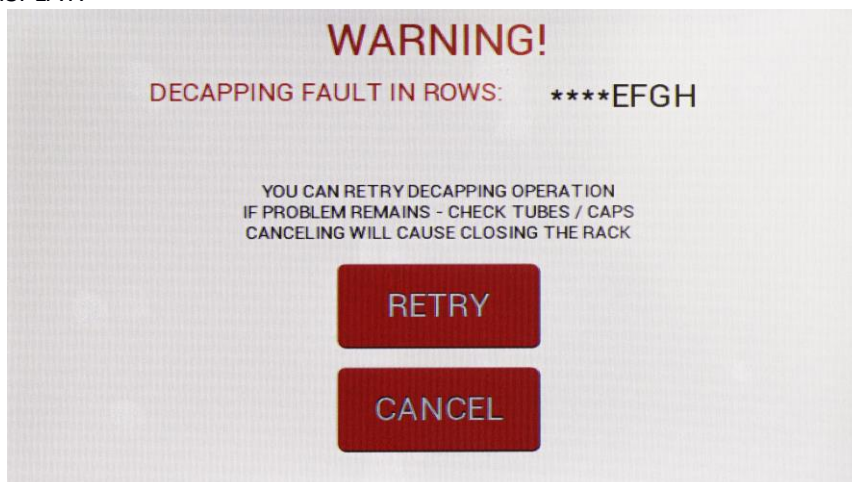 WARNING!
DECAPPING FAULT IN ROWS: ****EFGH
YOU CAN RETRY DECAPPING OPERATION
IF PROBLEM REMAINS - CHECK TUBES / CAPS
CANCELING WILL CAUSE CLOSING THE RACK
RETRY
CANCEL